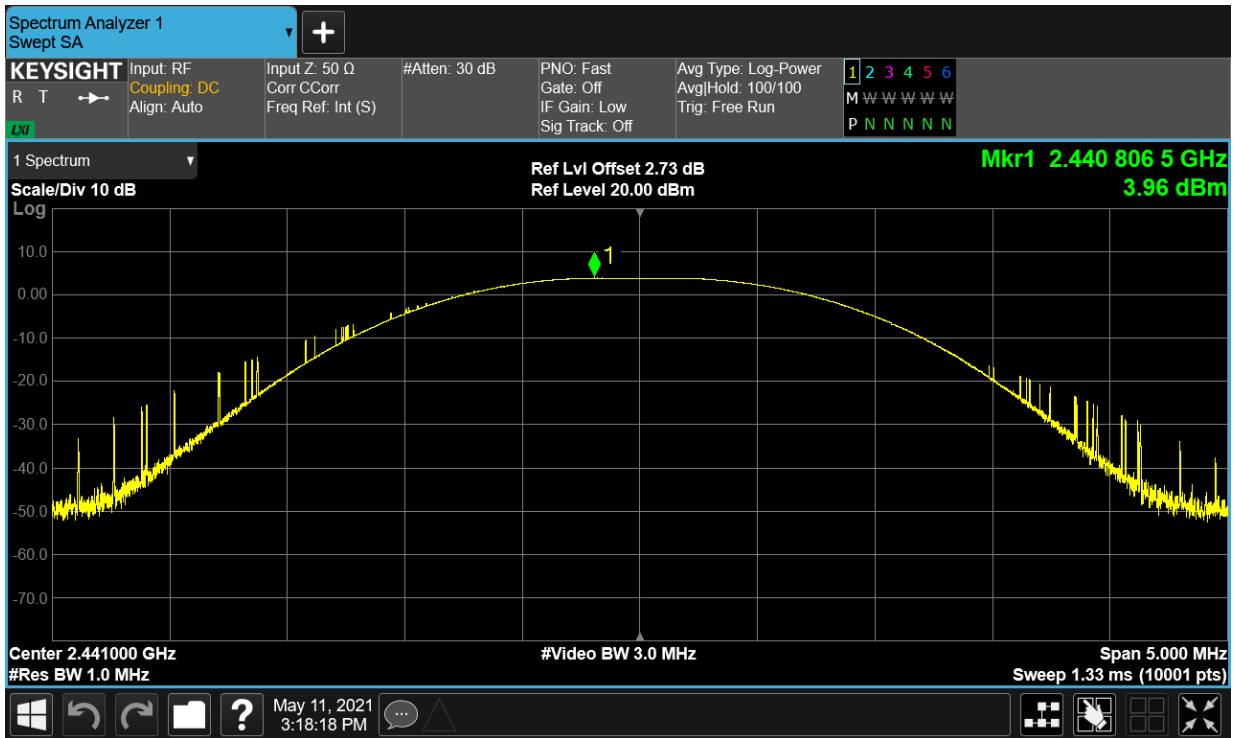 Spectrum Analyzer 1
Swept SA
KEYSIGHT
R T
LXI
Input: RF
Coupling: DC
Align: Auto
Input Z: 50 Ω
Corr CCorr
Freq Ref: Int (S)
#Atten: 30 dB
PNO: Fast
Gate: Off
IF Gain: Low
Sig Track: Off
Avg Type: Log-Power
Avg|Hold: 100/100
Trig: Free Run
1 2 3 4 5 6
M W W W W W
P N N N N N
1 Spectrum
Scale/Div 10 dB
Log
Ref Lvl Offset 2.73 dB
Ref Level 20.00 dBm
Mkr1 2.440 806 5 GHz
3.96 dBm
1
10.0
0.00
-10.0
-20.0
-30.0
-40.0
-50.0
-60.0
-70.0
Center 2.441000 GHz
#Res BW 1.0 MHz
#Video BW 3.0 MHz
Span 5.000 MHz
Sweep 1.33 ms (10001 pts)
?
May 11, 2021
3:18:18 PM